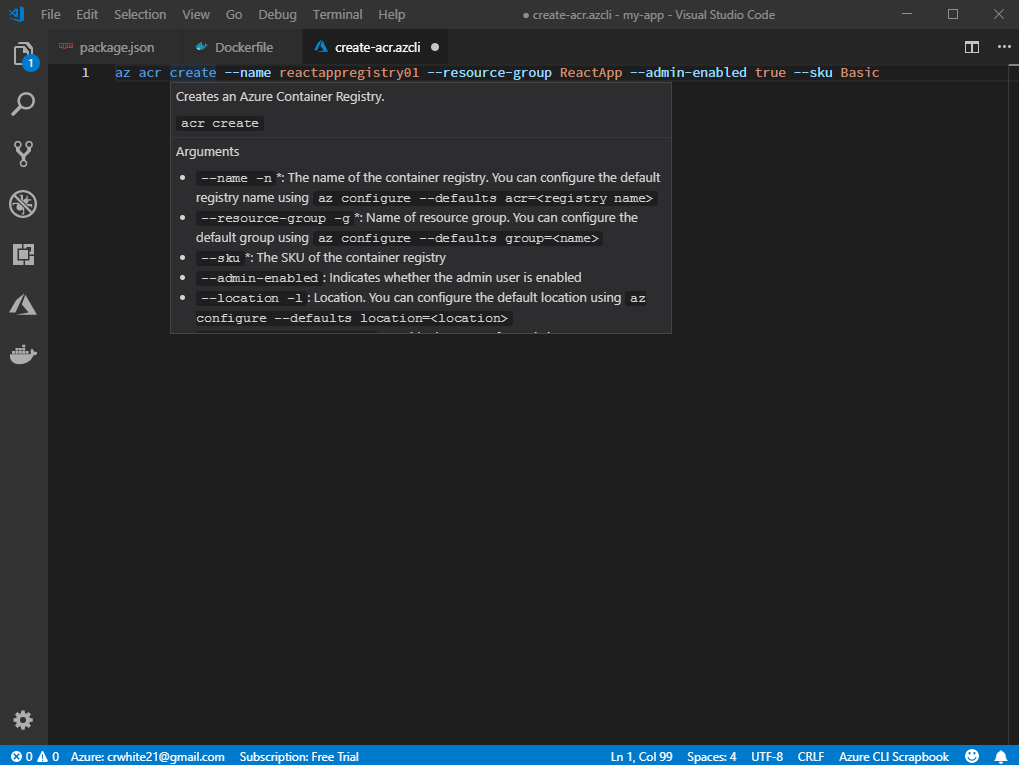 File Edit Selection View Go Debug Terminal Help ● create-acr.azcli - my-app - Visual Studio Code
package.json Dockerfile create-acr.azcli ●
1
1 az acr create --name reactappregistry01 --resource-group ReactApp --admin-enabled true --sku Basic
Creates an Azure Container Registry.
acr create
Arguments
• --name -n *: The name of the container registry. You can configure the default
registry name using az configure --defaults acr=<registry name>
• --resource-group -g *: Name of resource group. You can configure the
default group using az configure --defaults group=<name>
• --sku *: The SKU of the container registry
• --admin-enabled : Indicates whether the admin user is enabled
• --location -l : Location. You can configure the default location using az
configure --defaults location=<location>
0 0 Azure: crwhite21@gmail.com Subscription: Free Trial Ln 1, Col 99 Spaces: 4 UTF-8 CRLF Azure CLI Scrapbook